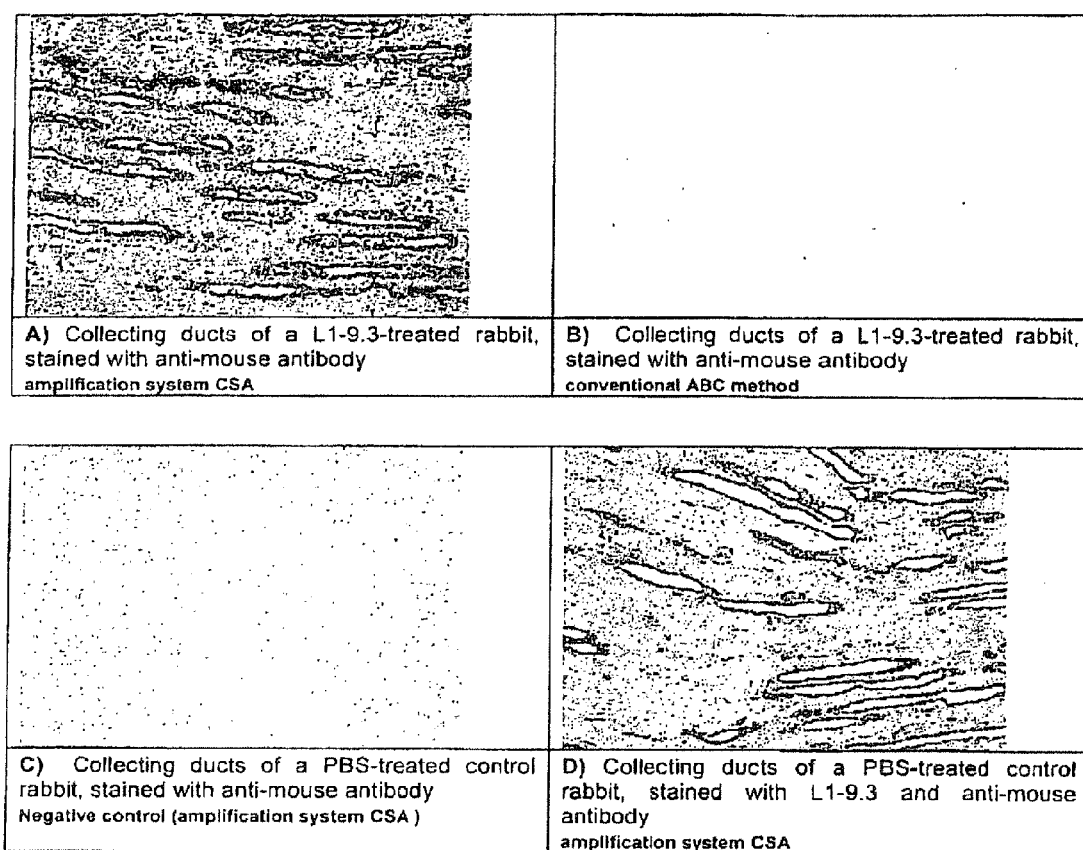 A) Collecting ducts of a L1-9.3-treated rabbit,
stained with anti-mouse antibody
amplification system CSA
B) Collecting ducts of a L1-9.3-treated rabbit,
stained with anti-mouse antibody
conventional ABC method
C) Collecting ducts of a PBS-treated control
rabbit, stained with anti-mouse antibody
Negative control (amplification system CSA )
D) Collecting ducts of a PBS-treated control
rabbit, stained with L1-9.3 and anti-mouse
antibody
amplification system CSA